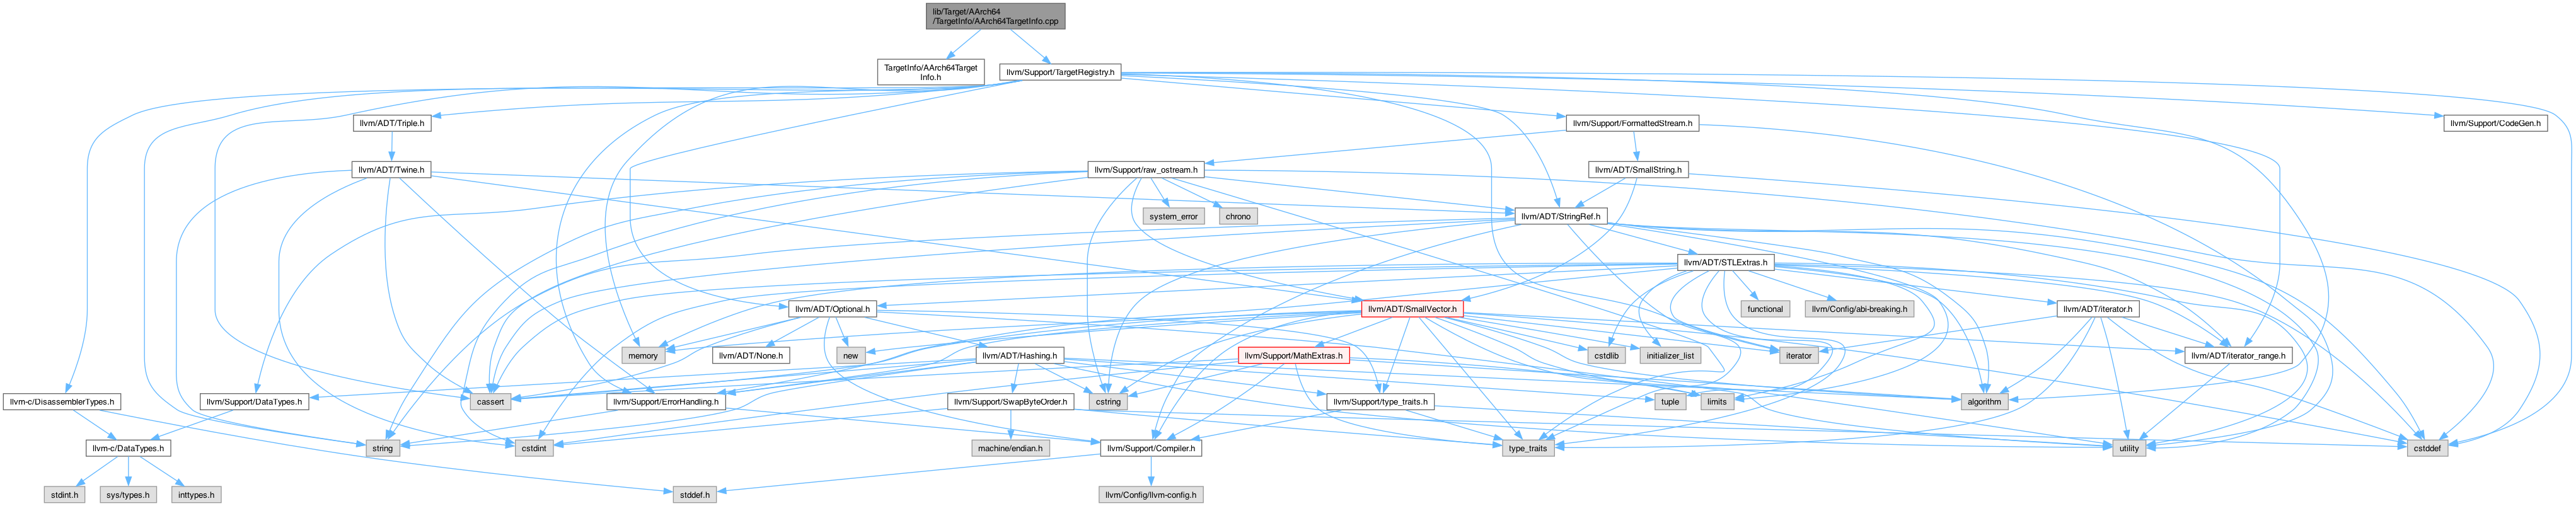 lib/Target/AArch64
/TargetInfo/AArch64TargetInfo.cpp
TargetInfo/AArch64Target
Info.h
llvm/Support/TargetRegistry.h
llvm/ADT/Triple.h
llvm/Support/FormattedStream.h
llvm/Support/CodeGen.h
llvm/ADT/Twine.h
llvm/Support/raw_ostream.h
llvm/ADT/SmallString.h
system_error
chrono
llvm/ADT/StringRef.h
llvm/ADT/STLExtras.h
llvm/ADT/Optional.h
llvm/ADT/SmallVector.h
functional
llvm/Config/abi-breaking.h
llvm/ADT/iterator.h
memory
llvm/ADT/None.h
new
llvm/ADT/Hashing.h
llvm/Support/MathExtras.h
cstdlib
initializer_list
iterator
llvm/ADT/iterator_range.h
llvm-c/DisassemblerTypes.h
llvm/Support/DataTypes.h
cassert
llvm/Support/ErrorHandling.h
llvm/Support/SwapByteOrder.h
cstring
llvm/Support/type_traits.h
tuple
limits
algorithm
llvm-c/DataTypes.h
string
cstdint
machine/endian.h
llvm/Support/Compiler.h
type_traits
utility
cstddef
stdint.h
sys/types.h
inttypes.h
stddef.h
llvm/Config/llvm-config.h